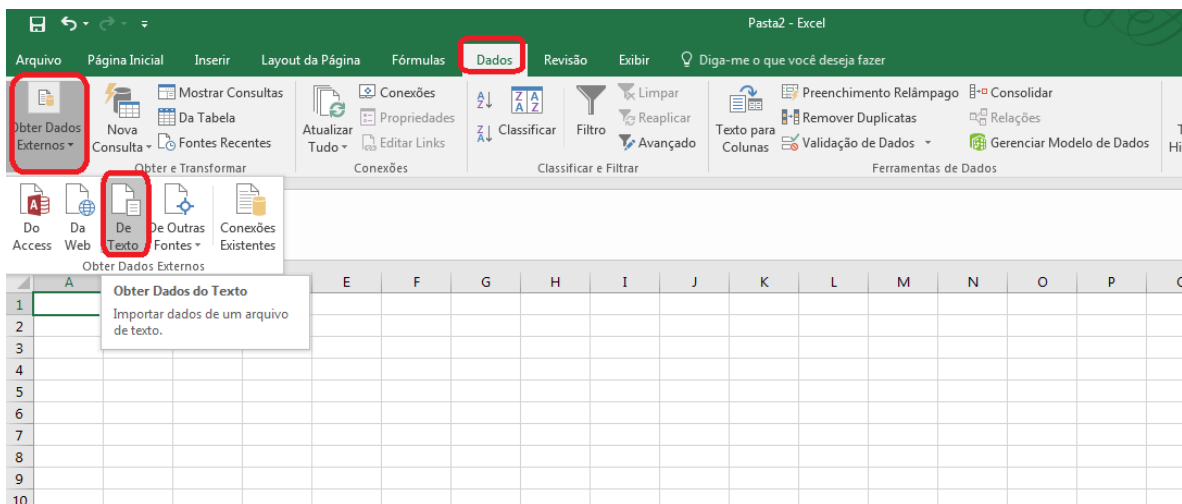 Pasta2 - Excel
Arquivo Página Inicial Inserir Layout da Página Fórmulas Dados Revisão Exibir Diga-me o que você deseja fazer
Obter Dados Externos
Nova Consulta
Mostrar Consultas
Da Tabela
Fontes Recentes
Obter e Transformar
Atualizar Tudo
Conexões
Propriedades
Editar Links
Conexões
A
Z
Z
A
Z A
A Z
Classificar
Filtro
Limpar
Reaplicar
Avançado
Classificar e Filtrar
Texto para Colunas
Preenchimento Relâmpago
Remover Duplicatas
Validação de Dados
Consolidar
Relações
Gerenciar Modelo de Dados
Ferramentas de Dados
Do Access
Da Web
De Texto
De Outras Fontes
Conexões Existentes
Obter Dados Externos
A E F G H I J K L M N O P
Obter Dados do Texto
Importar dados de um arquivo
de texto.
1
2
3
4
5
6
7
8
9
10